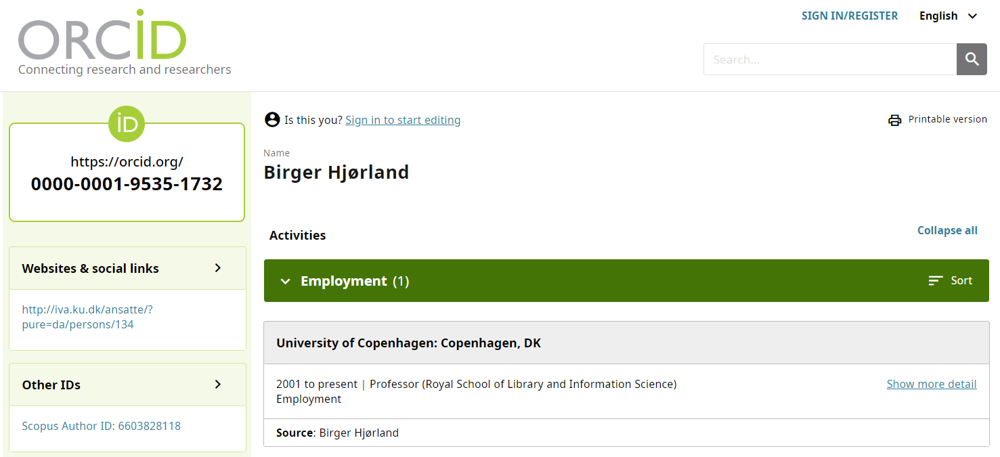 ORCiD
Connecting research and researchers
SIGN IN/REGISTER
English
Search...
iD
https://orcid.org/
0000-0001-9535-1732
Websites & social links
http://iva.ku.dk/ansatte/?
pure=da/persons/134
Other IDs
Scopus Author ID: 6603828118
Is this you? Sign in to start editing
Printable version
Name
Birger Hjørland
Activities
Collapse all
Employment (1)
Sort
University of Copenhagen: Copenhagen, DK
2001 to present | Professor (Royal School of Library and Information Science)
Employment
Show more detail
Source: Birger Hjørland